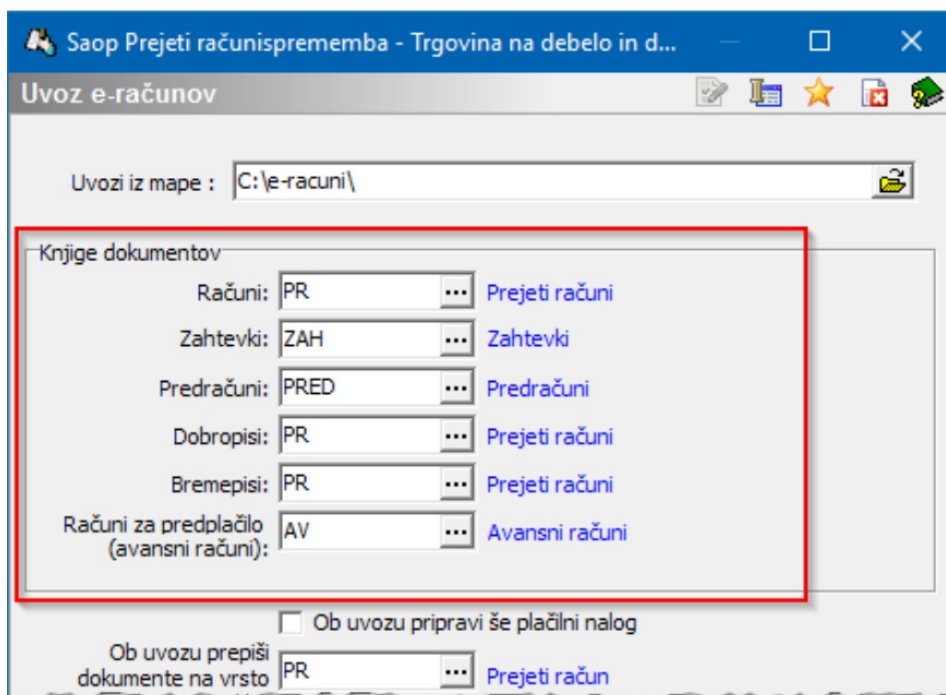 Saop Prejeti računisprememba - Trgovina na debelo in d...
Uvoz e-računov
Uvozi iz mape : C:\e-racuni\
Knjige dokumentov
Računi: PR ... Prejeti računi
Zahtevki: ZAH ... Zahtevki
Predračuni: PRED ... Predračuni
Dobropisi: PR ... Prejeti računi
Bremepisi: PR ... Prejeti računi
Računi za predplačilo
(avansni računi): AV ... Avansni računi
Ob uvozu pripravi še plačilni nalog
Ob uvozu prepiši
dokumente na vrsto PR ... Prejeti račun